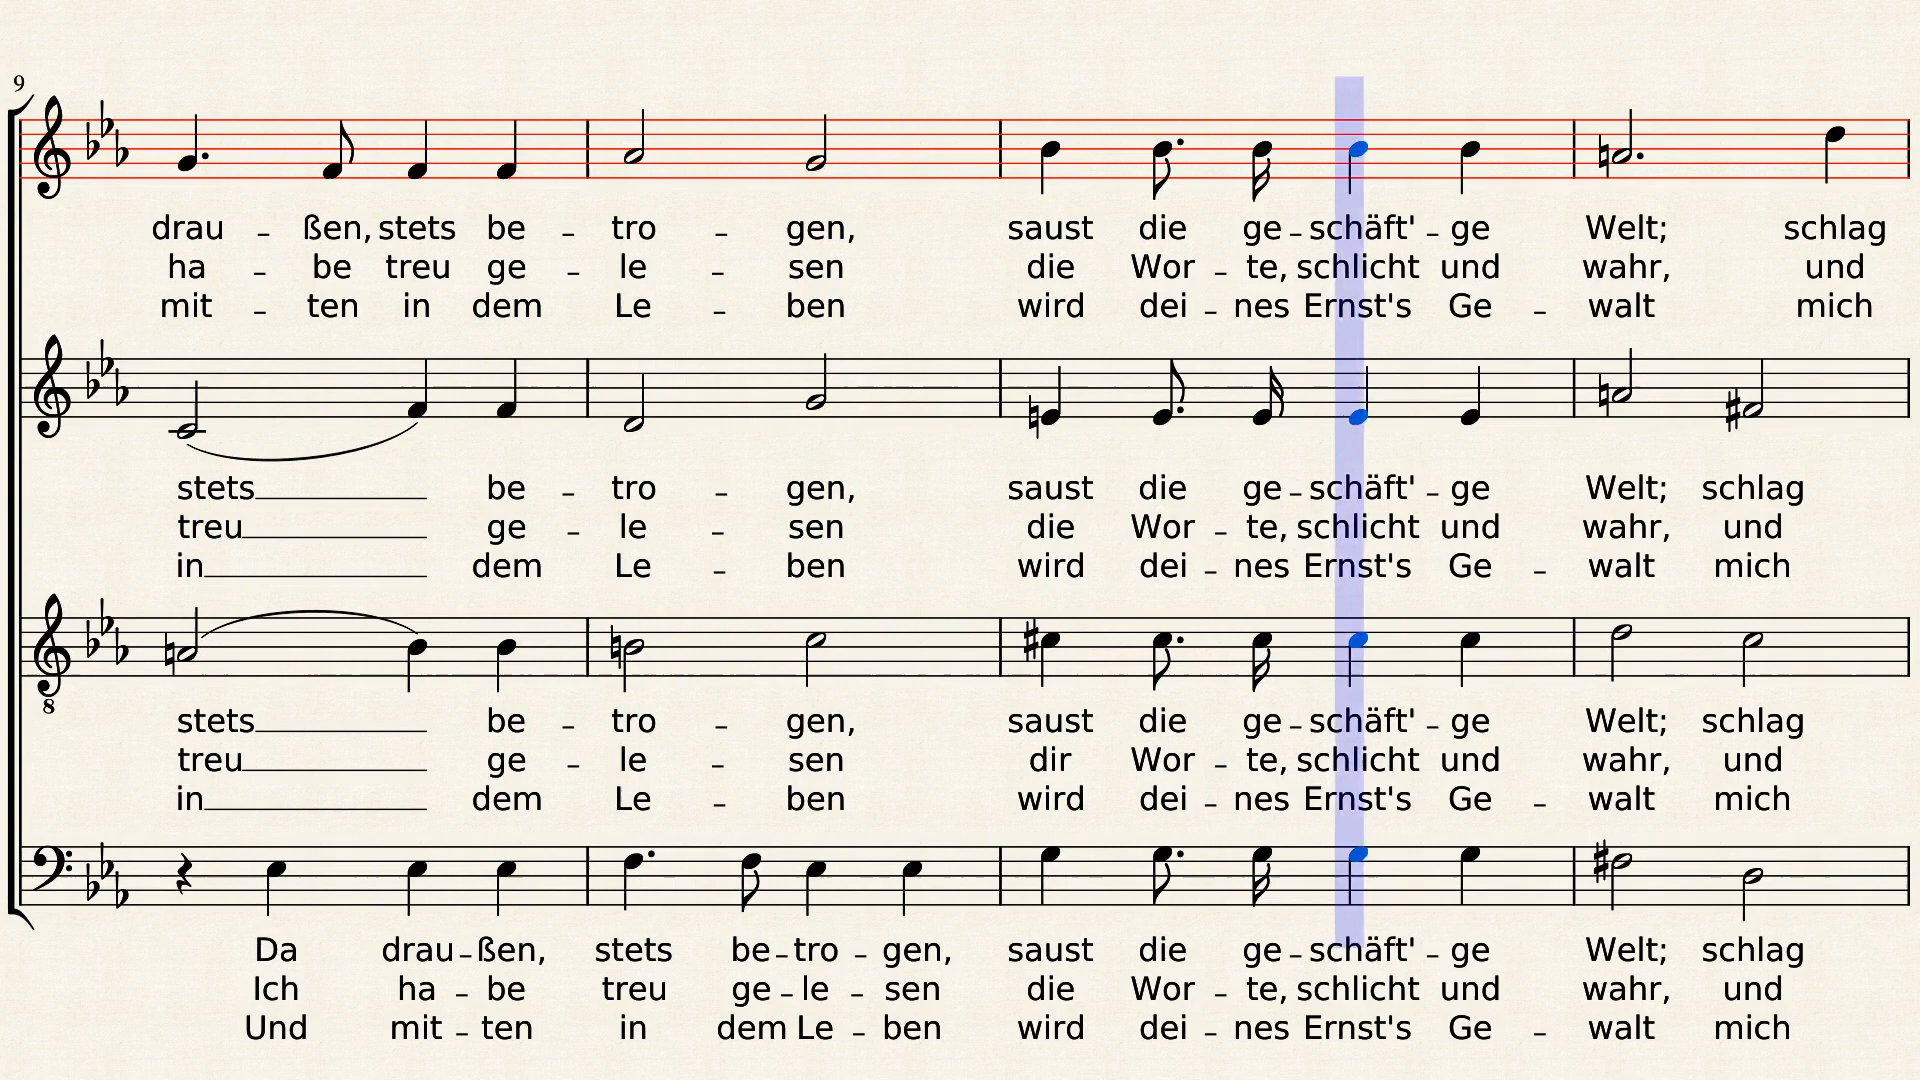 9
drau – ßen, stets be – tro – gen, saust die ge – schäft' – ge Welt; schlag
ha – be treu ge – le – sen die Wor – te, schlicht und wahr, und
mit – ten in dem Le – ben wird dei – nes Ernst's Ge – walt mich
stets be – tro – gen, saust die ge – schäft' – ge Welt; schlag
treu ge – le – sen die Wor – te, schlicht und wahr, und
in dem Le – ben wird dei – nes Ernst's Ge – walt mich
8
stets be – tro – gen, saust die ge – schäft' – ge Welt; schlag
treu ge – le – sen dir Wor – te, schlicht und wahr, und
in dem Le – ben wird dei – nes Ernst's Ge – walt mich
Da drau – ßen, stets be – tro – gen, saust die ge – schäft' – ge Welt; schlag
Ich ha – be treu ge – le – sen die Wor – te, schlicht und wahr, und
Und mit – ten in dem Le – ben wird dei – nes Ernst's Ge – walt mich